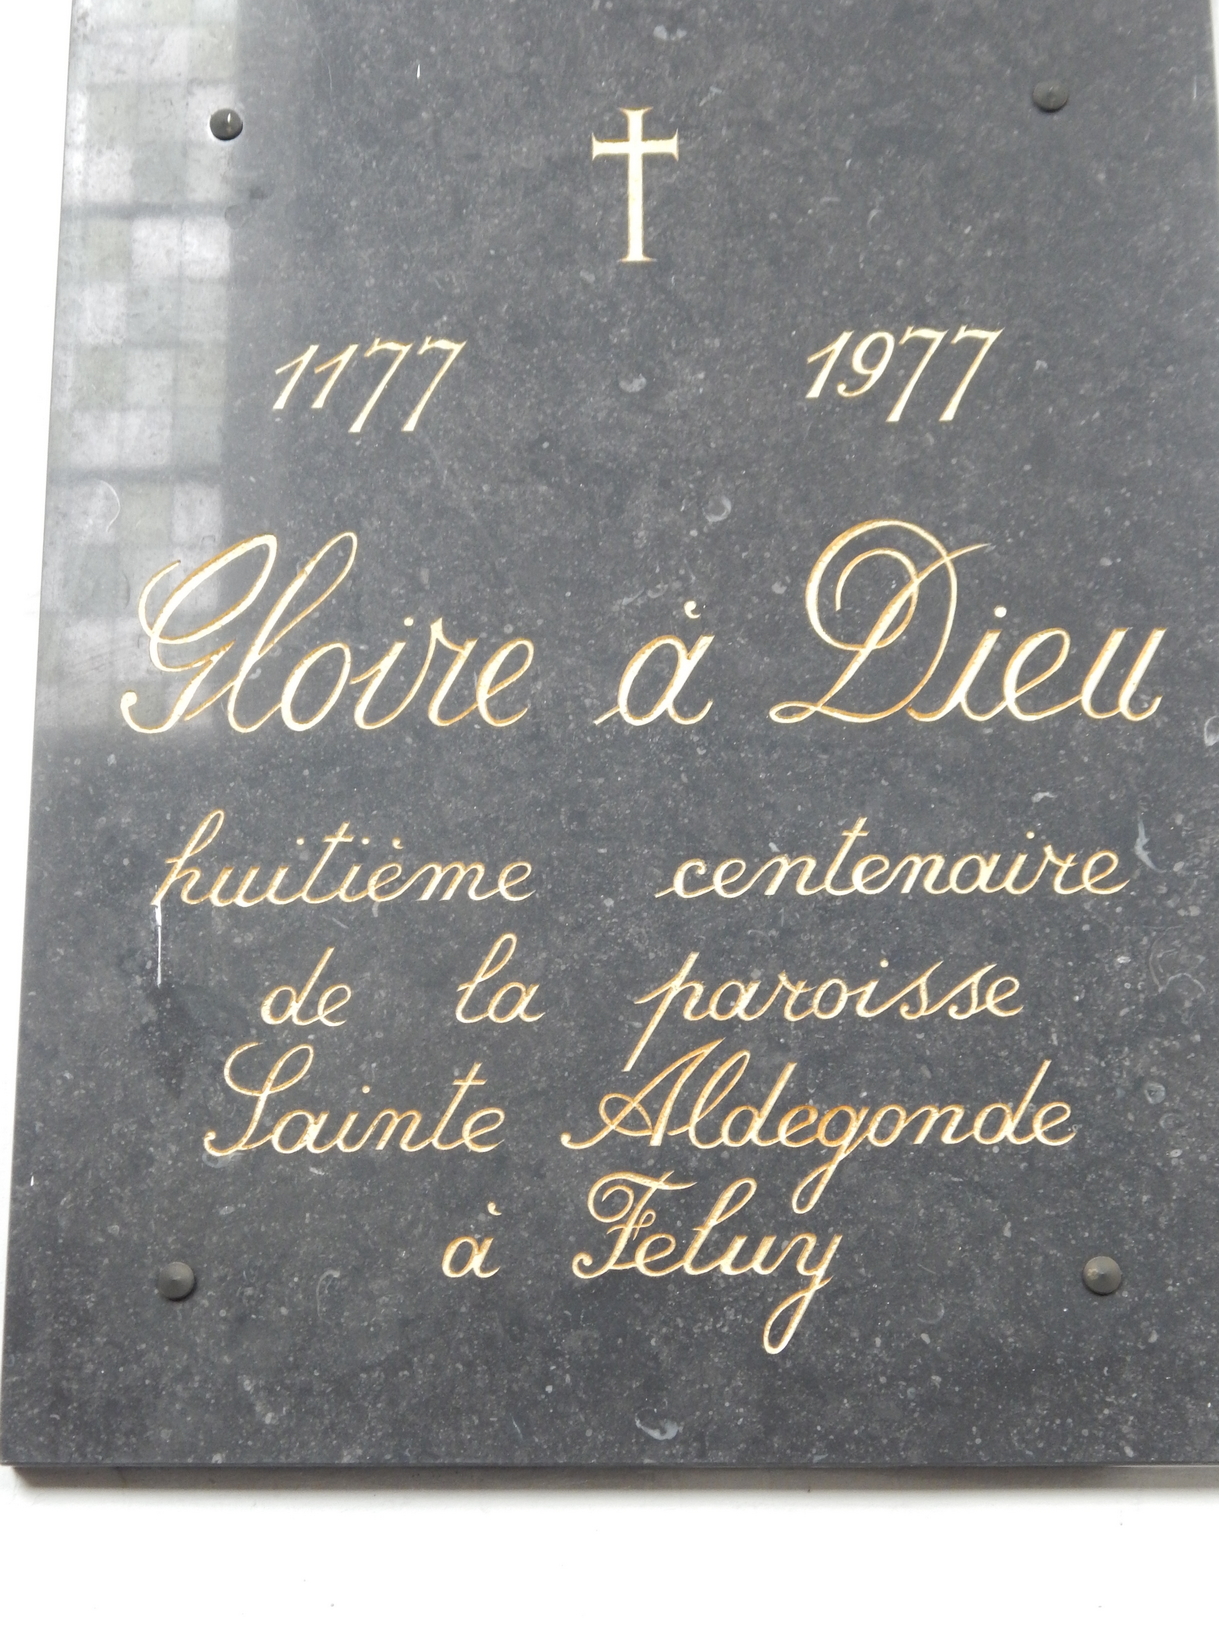 1177 1977
Gloire à Dieu
huitième centenaire
de la paroisse
Sainte Aldegonde
à Feluy